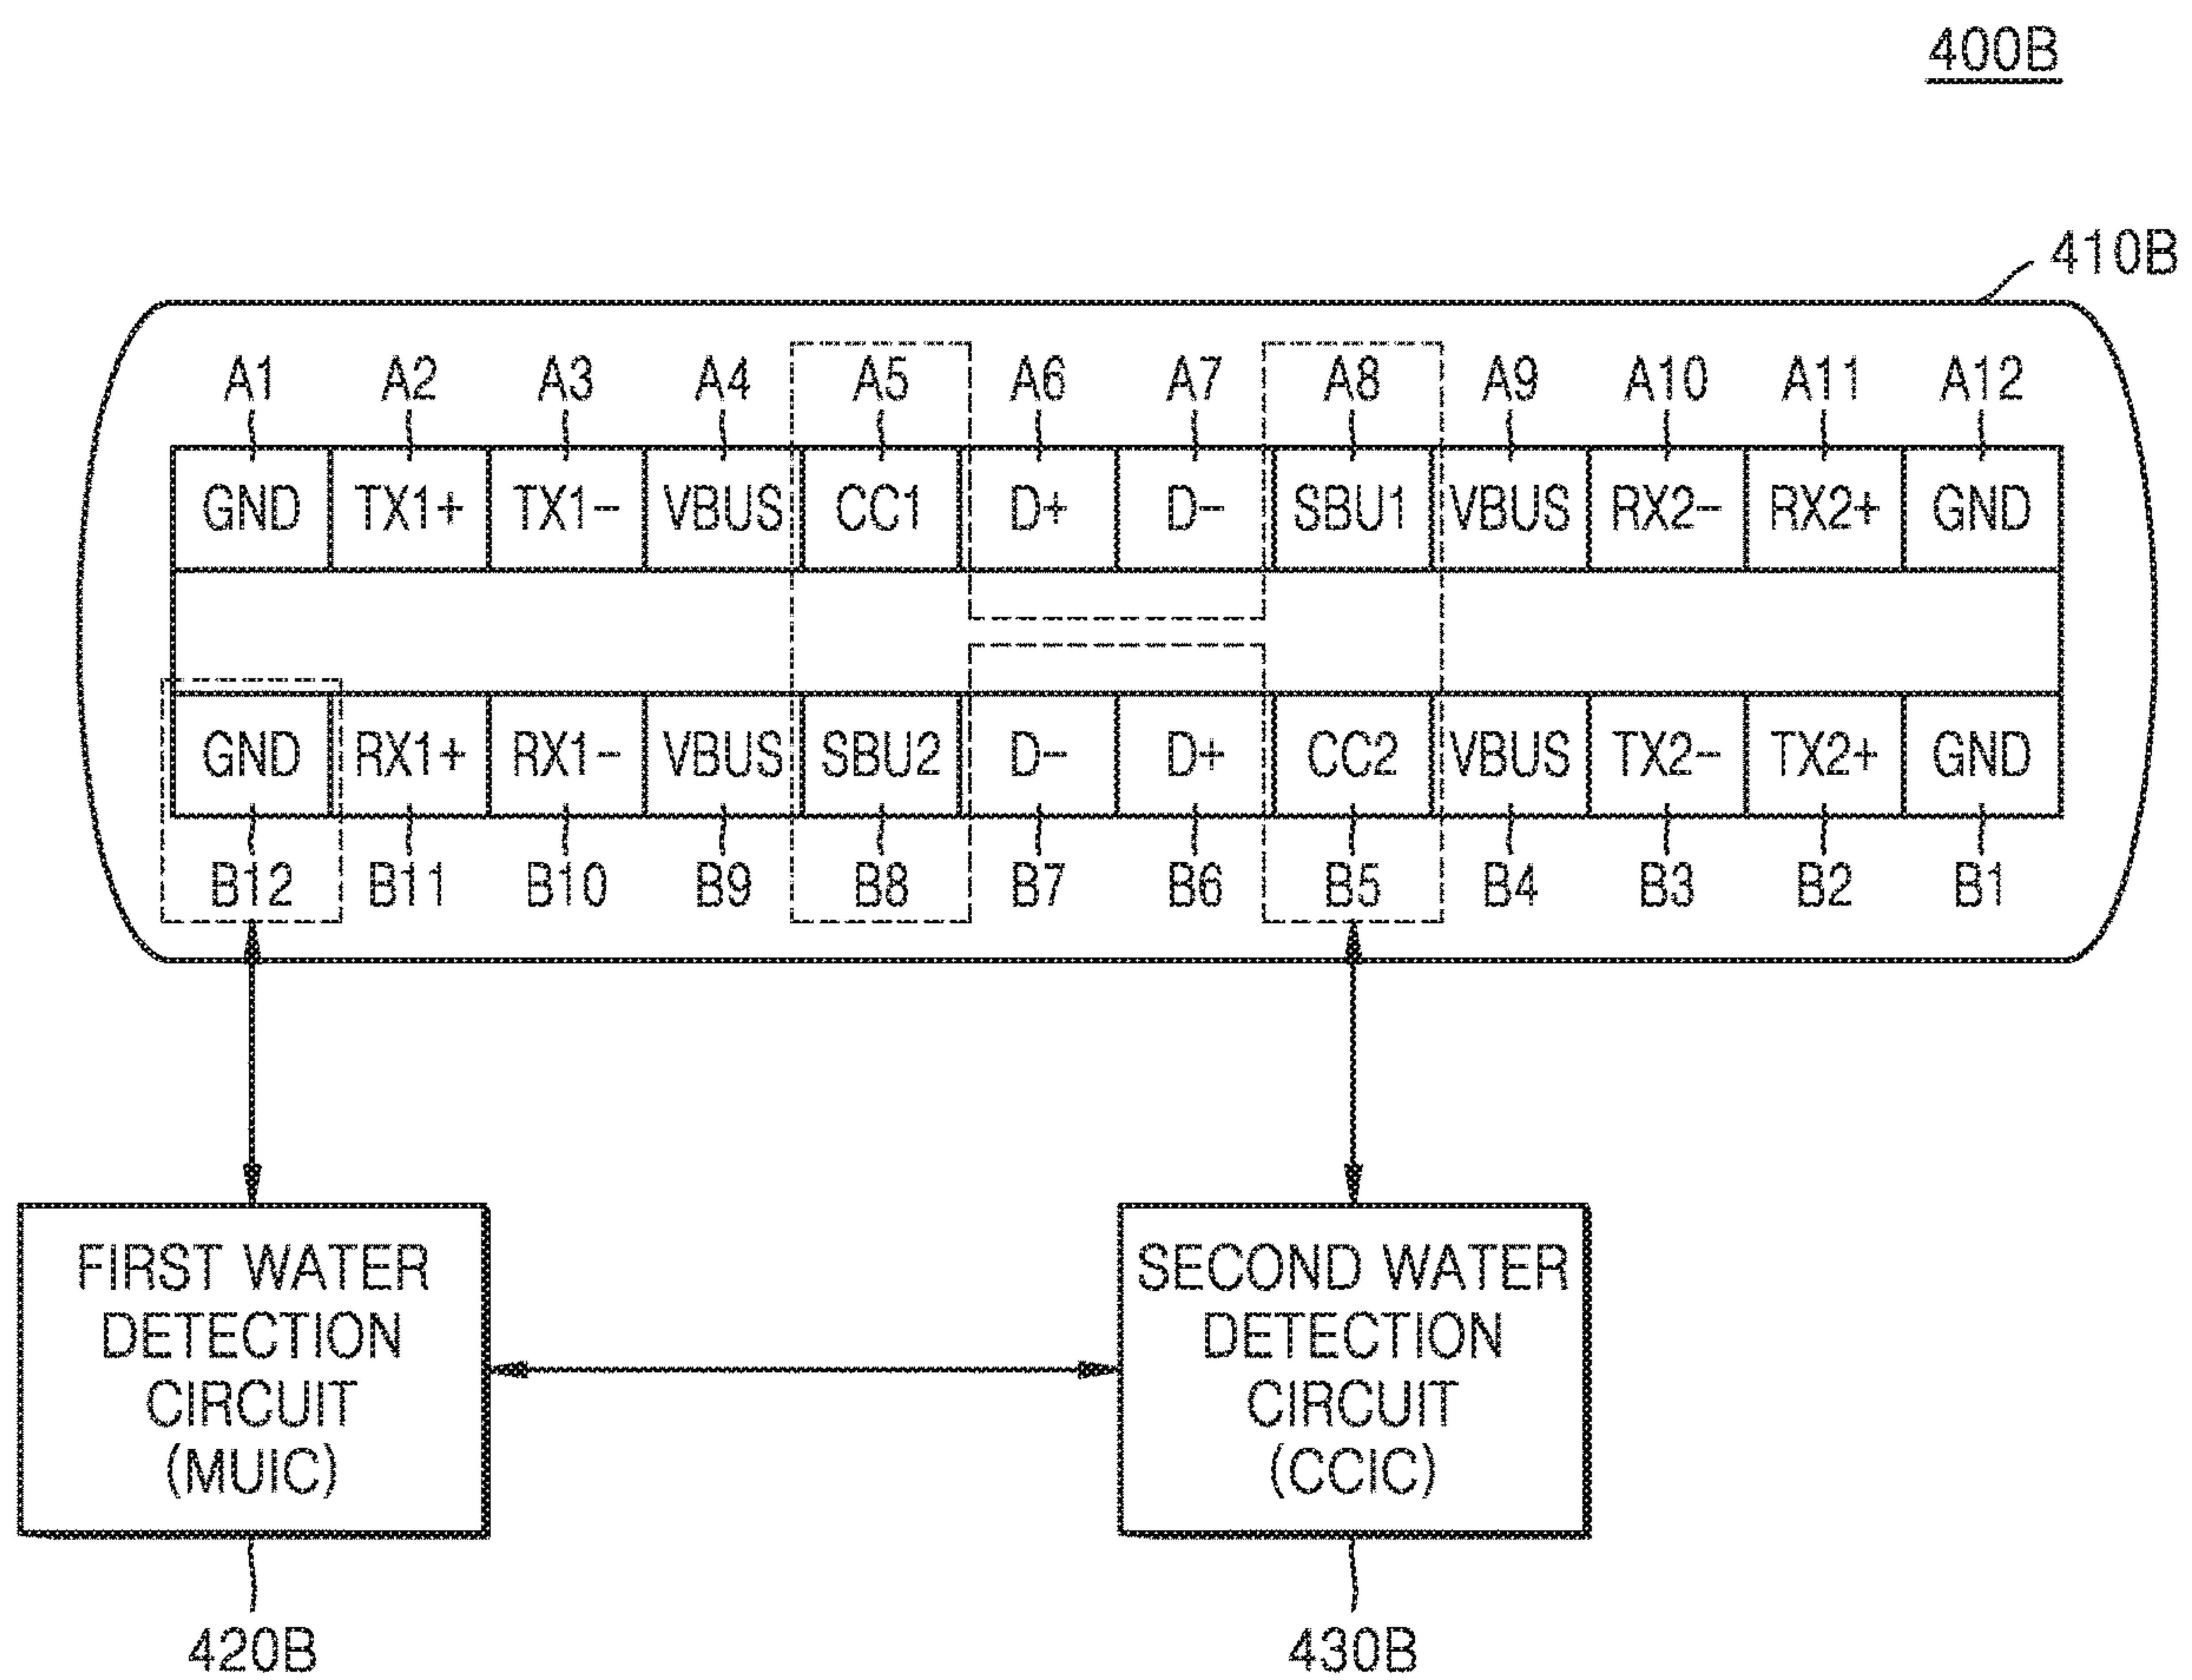 400B
410B
A1 A2 A3 A4 A5 A6 A7 A8 A9 A10 A11 A12
GND TX1+ TX1- VBUS CC1 D+ D- SBU1 VBUS RX2- RX2+ GND
GND RX1+ RX1- VBUS SBU2 D- D+ CC2 VBUS TX2- TX2+ GND
B12 B11 B10 B9 B8 B7 B6 B5 B4 B3 B2 B1
FIRST WATER
DETECTION
CIRCUIT
(MUIC)
SECOND WATER
DETECTION
CIRCUIT
(CCIC)
420B
430B